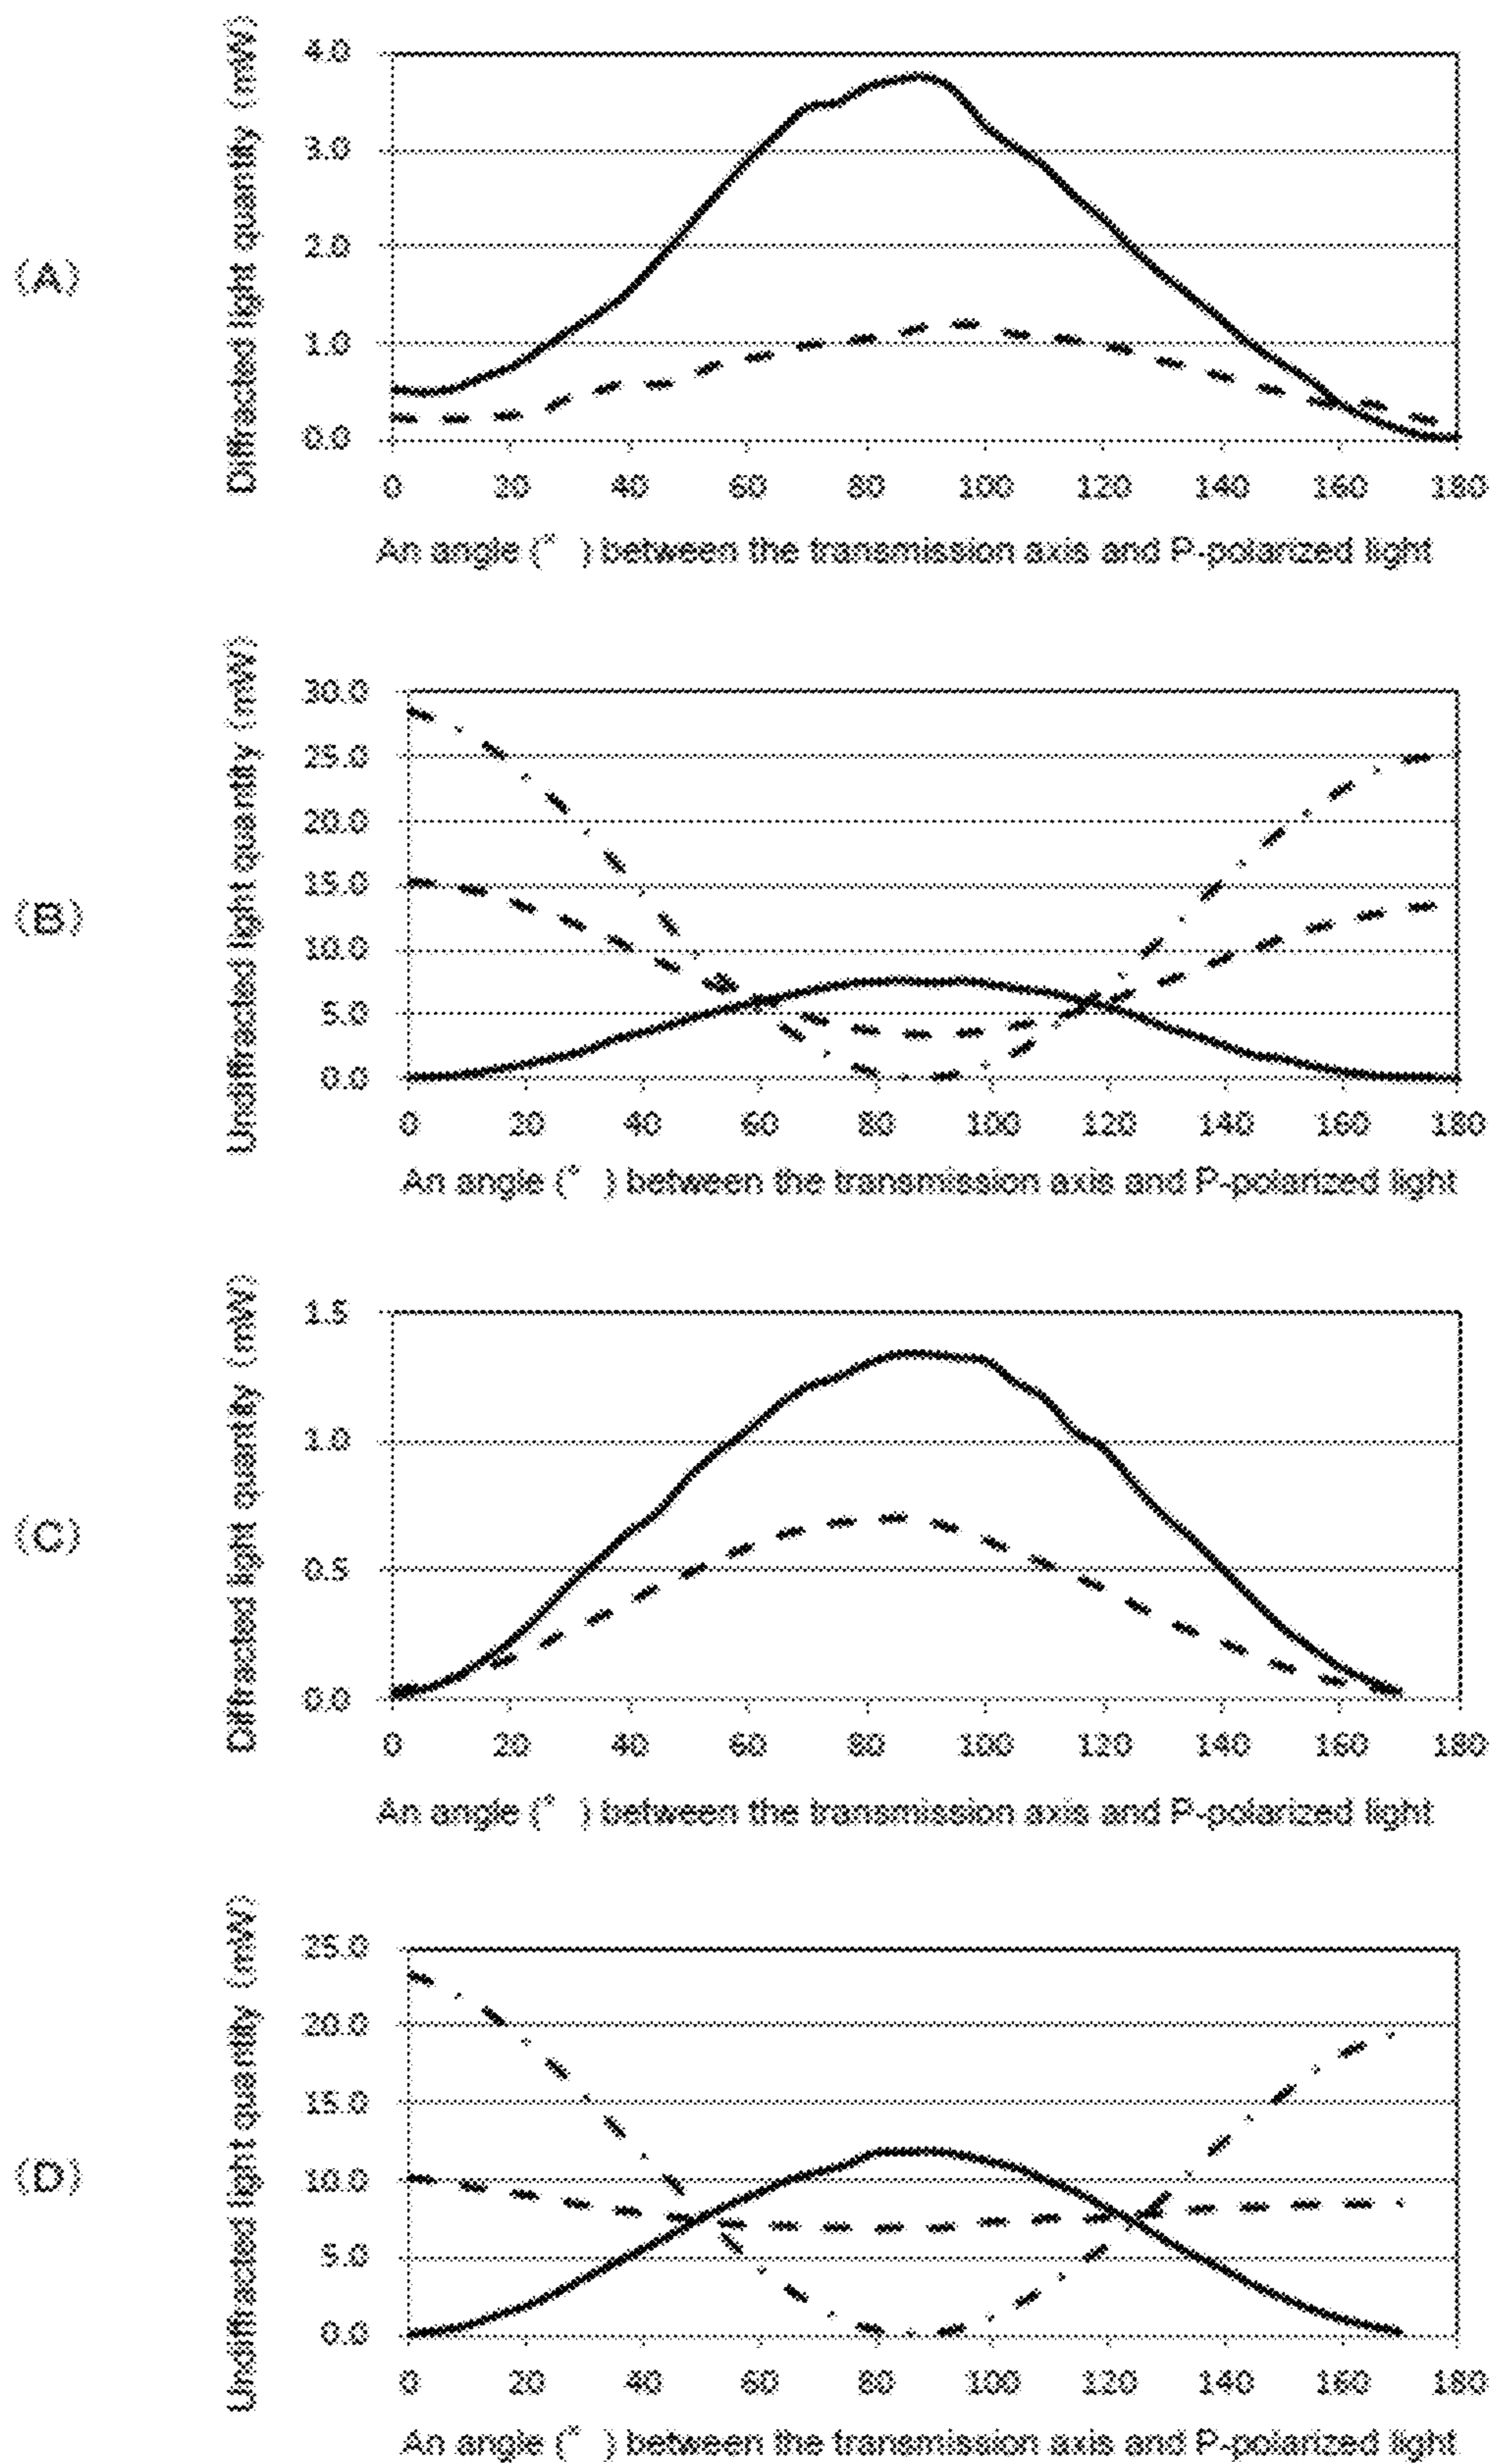 (A)
Diffracted light quantity (mW)
4.0
3.0
2.0
1.0
0.0
0 20 40 60 80 100 120 140 160 180
An angle (° ) between the transmission axis and P-polarized light
(B)
Undiffracted light quantity (mW)
30.0
25.0
20.0
15.0
10.0
5.0
0.0
0 20 40 60 80 100 120 140 160 180
An angle (° ) between the transmission axis and P-polarized light
(C)
Diffracted light quantity (mW)
1.5
1.0
0.5
0.0
0 20 40 60 80 100 120 140 160 180
An angle (° ) between the transmission axis and P-polarized light
(D)
Undiffracted light quantity (mW)
25.0
20.0
15.0
10.0
5.0
0.0
0 20 40 60 80 100 120 140 160 180
An angle (° ) between the transmission axis and P-polarized light